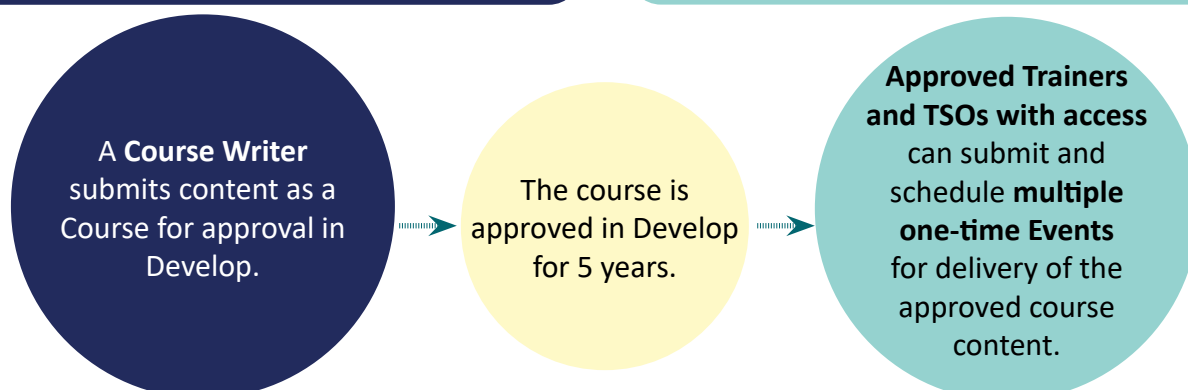 A Course Writer
submits content as a
Course for approval in
Develop.
The course is
approved in Develop
for 5 years.
Approved Trainers
and TSOs with access
can submit and
schedule multiple
one-time Events
for delivery of the
approved course
content.